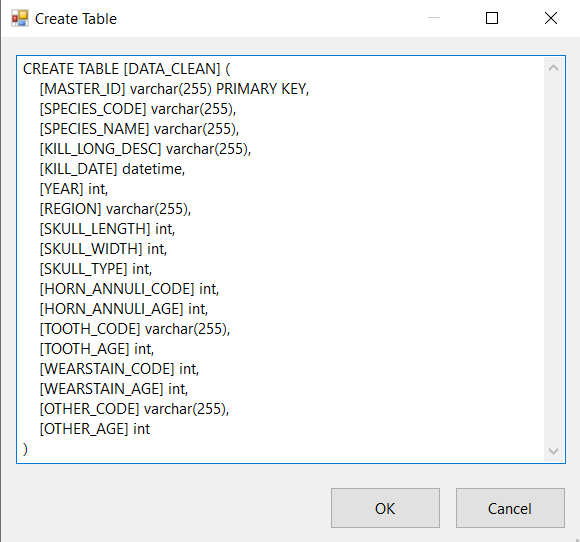 Create Table
CREATE TABLE [DATA_CLEAN] (
[MASTER_ID] varchar(255) PRIMARY KEY,
[SPECIES_CODE] varchar(255),
[SPECIES_NAME] varchar(255),
[KILL_LONG_DESC] varchar(255),
[KILL_DATE] datetime,
[YEAR] int,
[REGION] varchar(255),
[SKULL_LENGTH] int,
[SKULL_WIDTH] int,
[SKULL_TYPE] int,
[HORN_ANNULI_CODE] int,
[HORN_ANNULI_AGE] int,
[TOOTH_CODE] varchar(255),
[TOOTH_AGE] int,
[WEARSTAIN_CODE] int,
[WEARSTAIN_AGE] int,
[OTHER_CODE] varchar(255),
[OTHER_AGE] int
)
OK Cancel